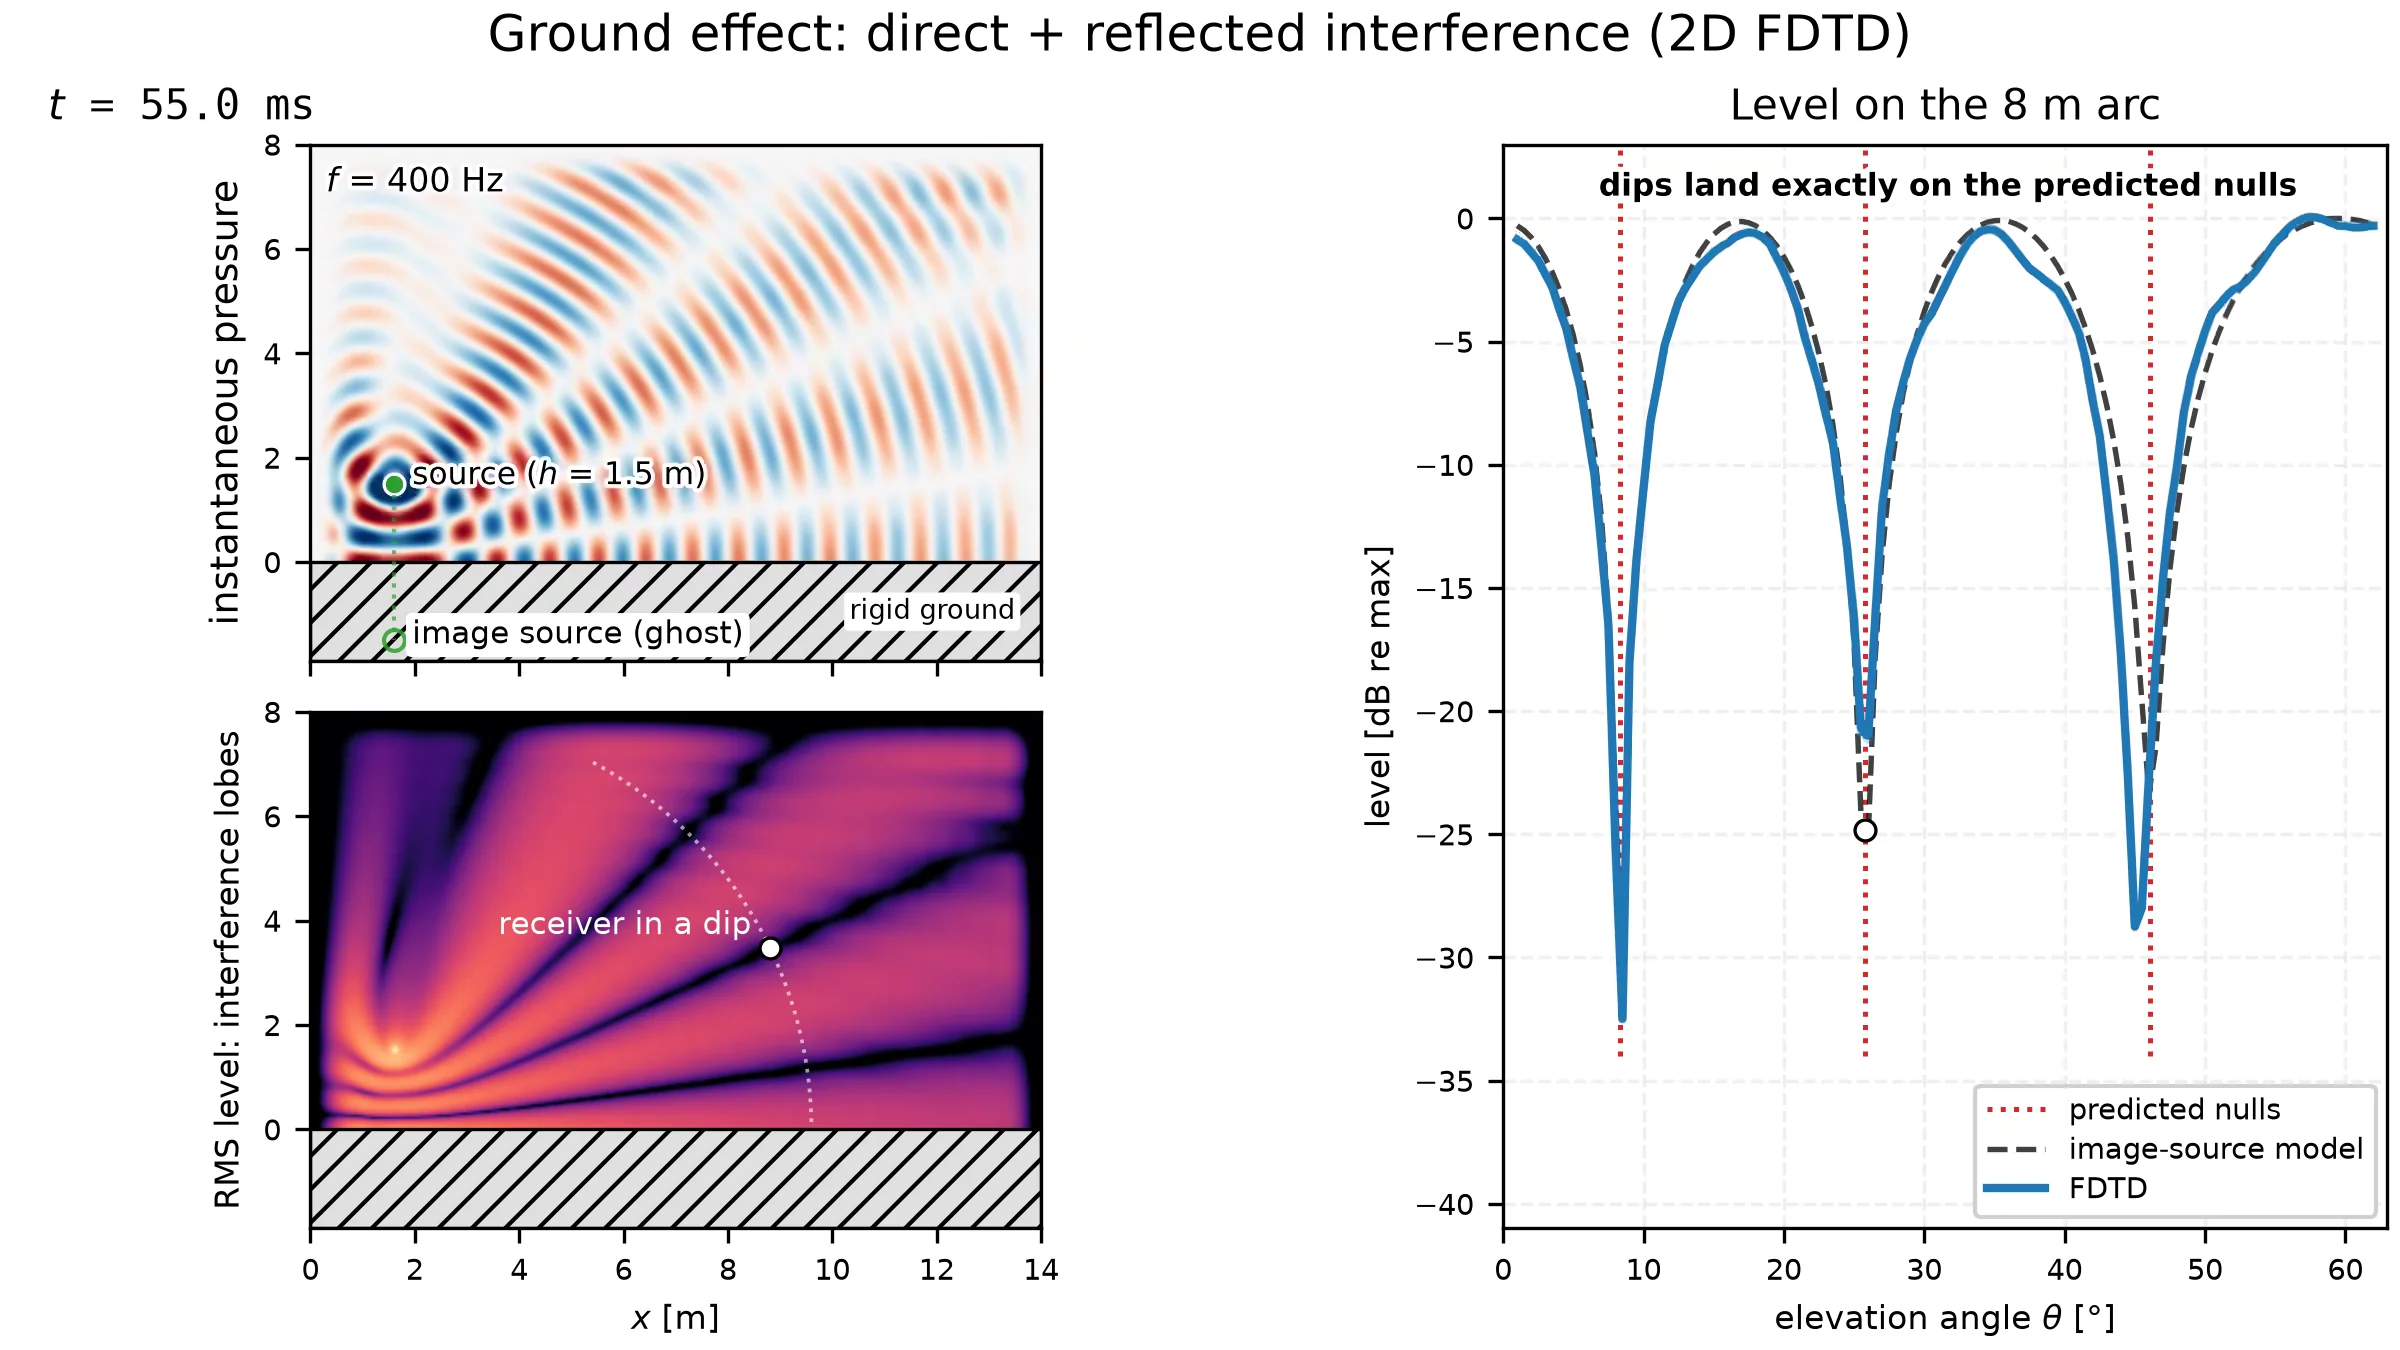 Ground effect: direct + reflected interference (2D FDTD)
t = 55.0 ms
instantaneous pressure
8
6
4
2
0
f = 400 Hz
source (h = 1.5 m)
rigid ground
image source (ghost)
RMS level: interference lobes
8
6
4
2
0
receiver in a dip
0 2 4 6 8 10 12 14
x [m]
Level on the 8 m arc
dips land exactly on the predicted nulls
level [dB re max]
0
−5
−10
−15
−20
−25
−30
−35
−40
predicted nulls
image-source model
FDTD
0 10 20 30 40 50 60
elevation angle θ [°]